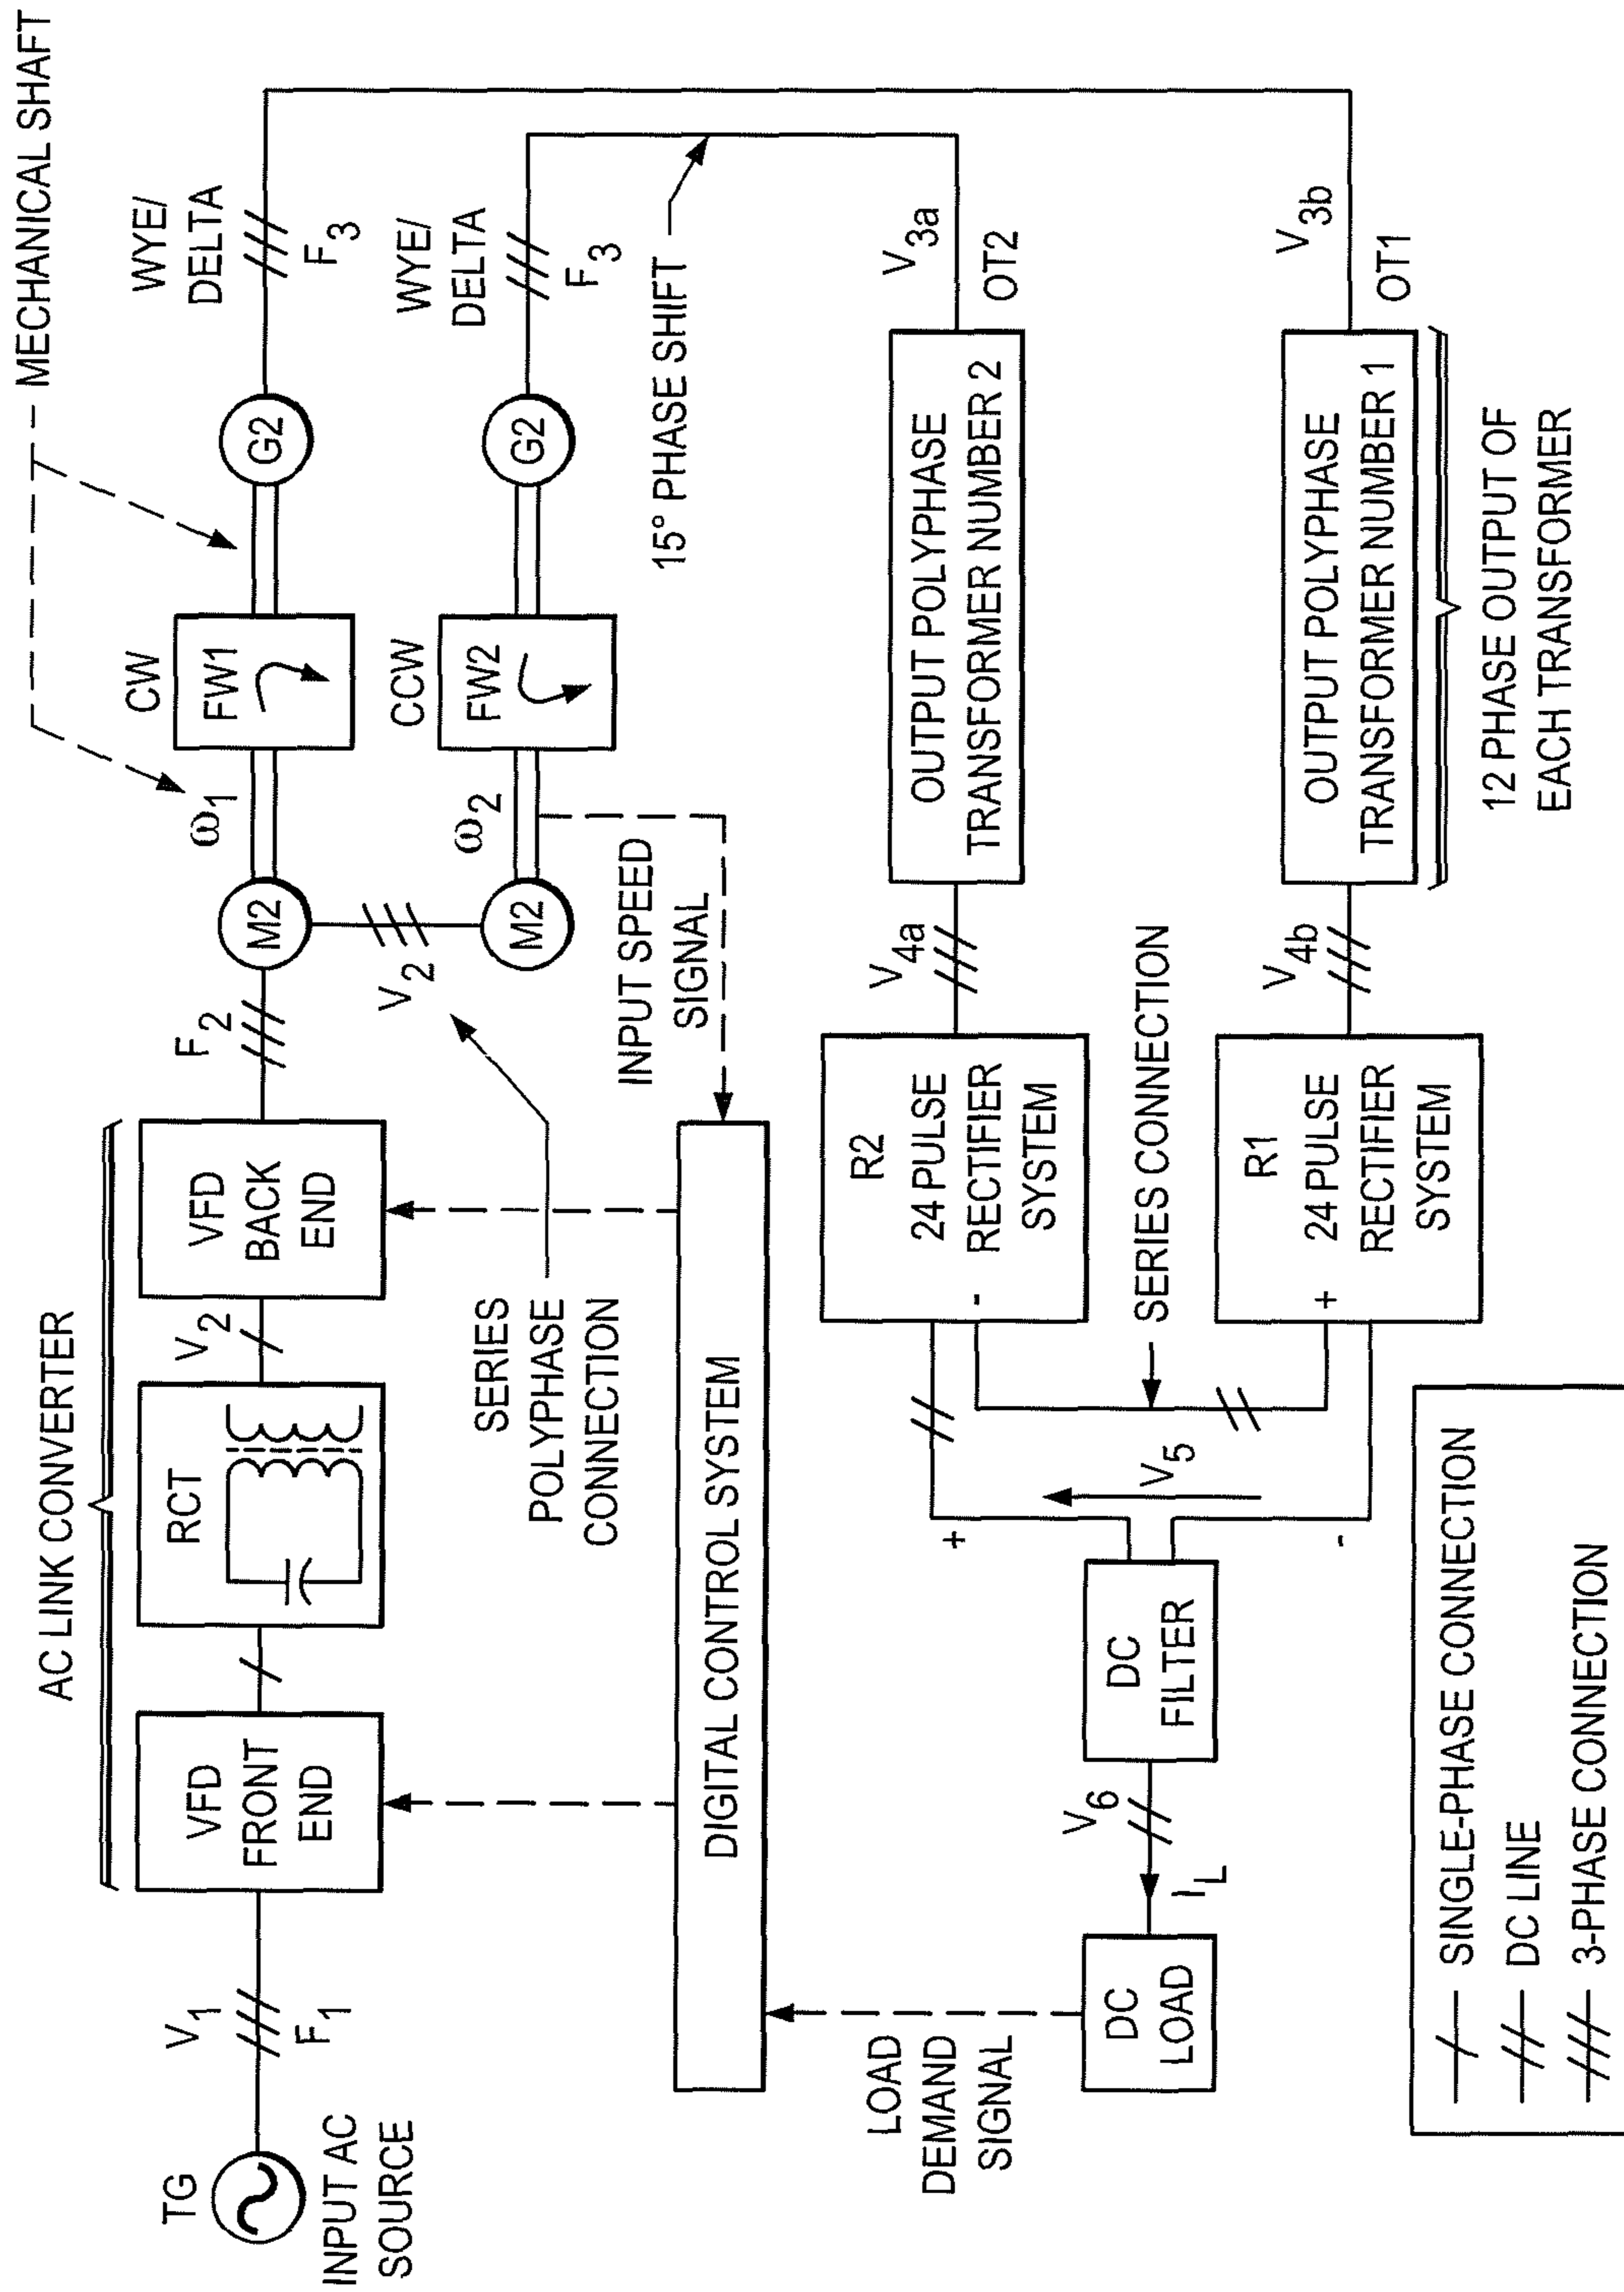 MECHANICAL SHAFT
AC LINK CONVERTER
TG
INPUT AC
SOURCE
V1
F1
VFD
FRONT
END
RCT
V2
VFD
BACK
END
F2
M2
ω1
CW
FW1
G2
WYE/
DELTA
F3
V2
M2
ω2
CCW
FW2
G2
WYE/
DELTA
F3
SERIES
POLYPHASE
CONNECTION
INPUT SPEED
SIGNAL
15° PHASE SHIFT
DIGITAL CONTROL SYSTEM
LOAD
DEMAND
SIGNAL
R2
24 PULSE
RECTIFIER
SYSTEM
-
V4a
OUTPUT POLYPHASE
TRANSFORMER NUMBER 2
V3a
OT2
SERIES CONNECTION
+
V5
-
DC
LOAD
IL
V6
DC
FILTER
R1
24 PULSE
RECTIFIER
SYSTEM
+
V4b
OUTPUT POLYPHASE
TRANSFORMER NUMBER 1
V3b
OT1
12 PHASE OUTPUT OF
EACH TRANSFORMER
SINGLE-PHASE CONNECTION
DC LINE
3-PHASE CONNECTION